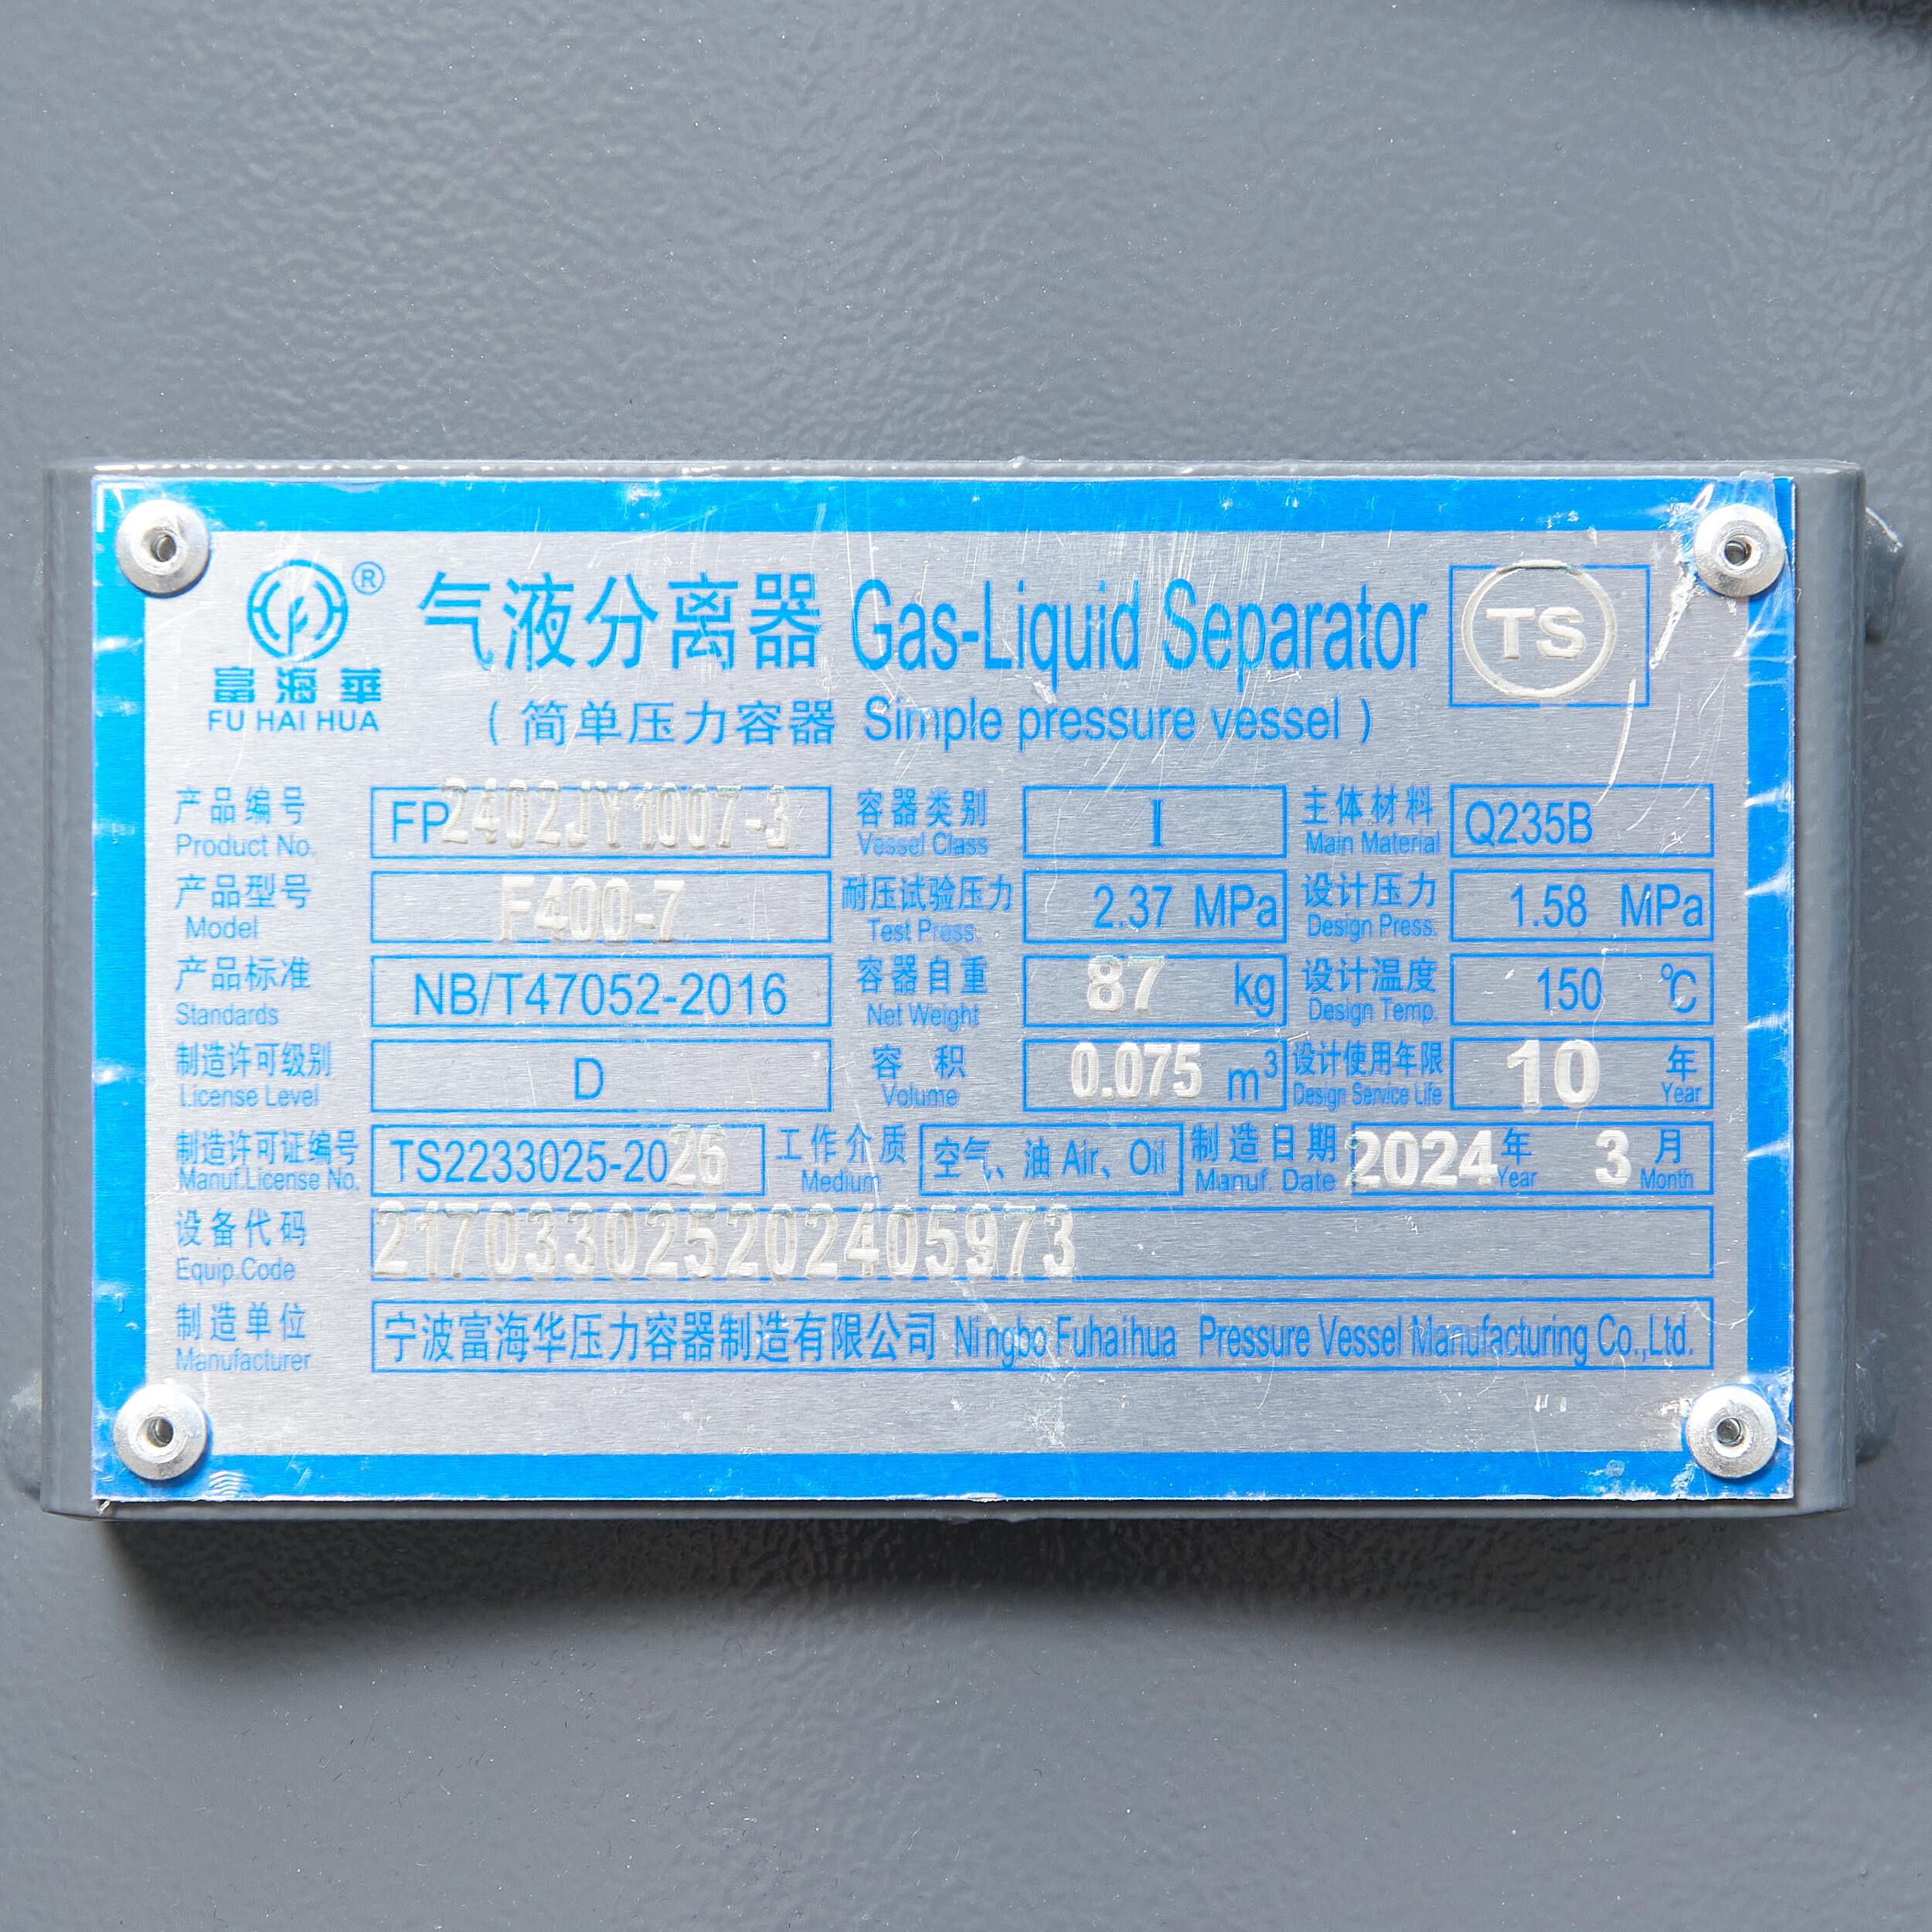 富海華®
FU HAI HUA
气液分离器 Gas-Liquid Separator
TS
(简单压力容器 Simple pressure vessel)
产品编号 FP2402JY1007-3 容器类别 I 主体材料 Q235B
Product No. Vessel Class Main Material
产品型号 F400-7 耐压试验压力 2.37 MPa 设计压力 1.58 MPa
Model Test Press. Design Press.
产品标准 NB/T47052-2016 容器自重 87 kg 设计温度 150 ℃
Standards Net Weight Design Temp.
制造许可级别 D 容积 0.075 m³ 设计使用年限 10 年
License Level Volume Design Service Life Year
制造许可证编号 TS2233025-2026 工作介质 空气、油 Air、Oil 制造日期 2024 年 3 月
Manuf.License No. Medium Manuf. Date Year Month
设备代码 217033025202405973
Equip.Code
制造单位 宁波富海华压力容器制造有限公司 Ningbo Fuhaihua Pressure Vessel Manufacturing Co.,Ltd.
Manufacturer